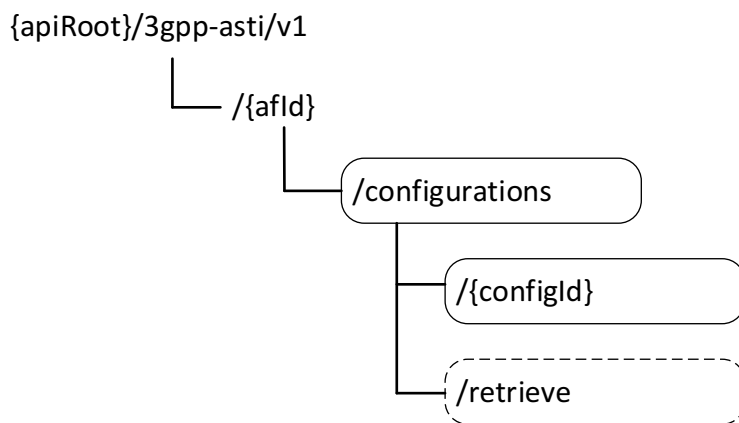 {apiRoot}/3gpp-asti/v1
/{afId}
/configurations
/{configId}
/retrieve